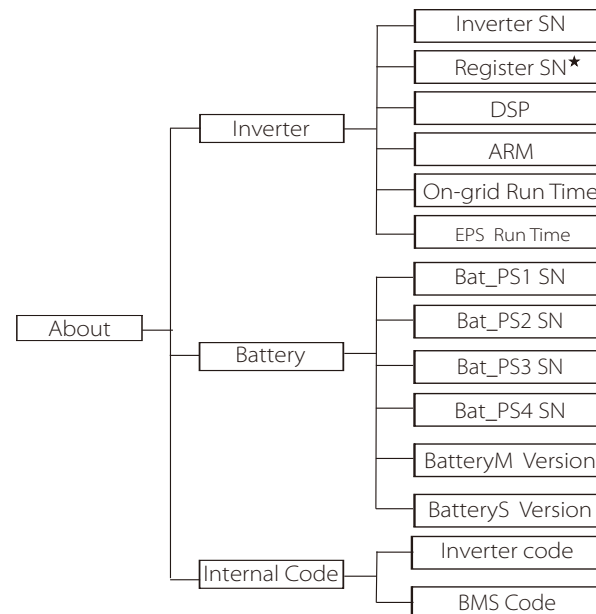 About
Inverter
Inverter SN
Register SN★
DSP
ARM
On-grid Run Time
EPS Run Time
Battery
Bat_PS1 SN
Bat_PS2 SN
Bat_PS3 SN
Bat_PS4 SN
BatteryM Version
BatteryS Version
Internal Code
Inverter code
BMS Code